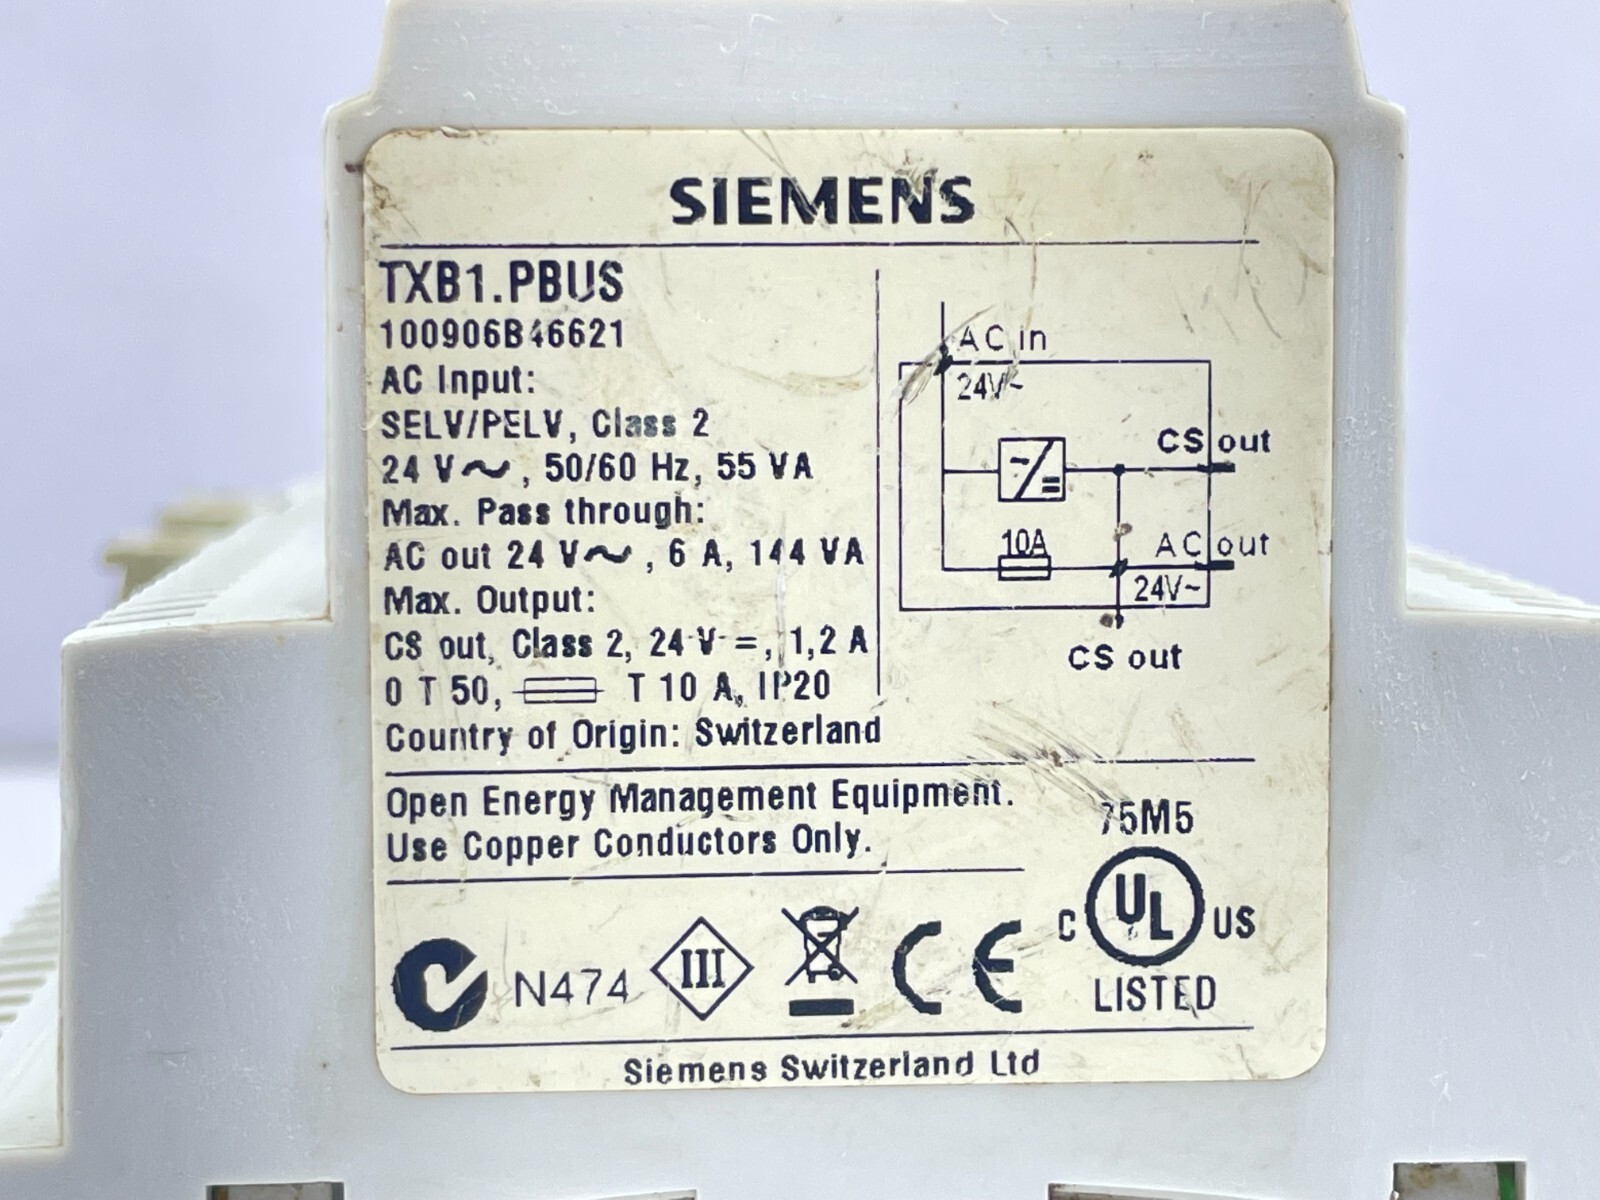 SIEMENS
TXB1.PBUS
100906B46621
AC Input:
SELV/PELV, Class 2
24 V~, 50/60 Hz, 55 VA
Max. Pass through:
AC out 24 V~, 6 A, 144 VA
Max. Output:
CS out, Class 2, 24 V =, 1,2 A
0 T 50, T 10 A, IP20
Country of Origin: Switzerland
AC in
24V~
CS out
10A
AC out
24V~
CS out
Open Energy Management Equipment.
Use Copper Conductors Only.
75M5
C UL US
LISTED
N474
III
CE
Siemens Switzerland Ltd